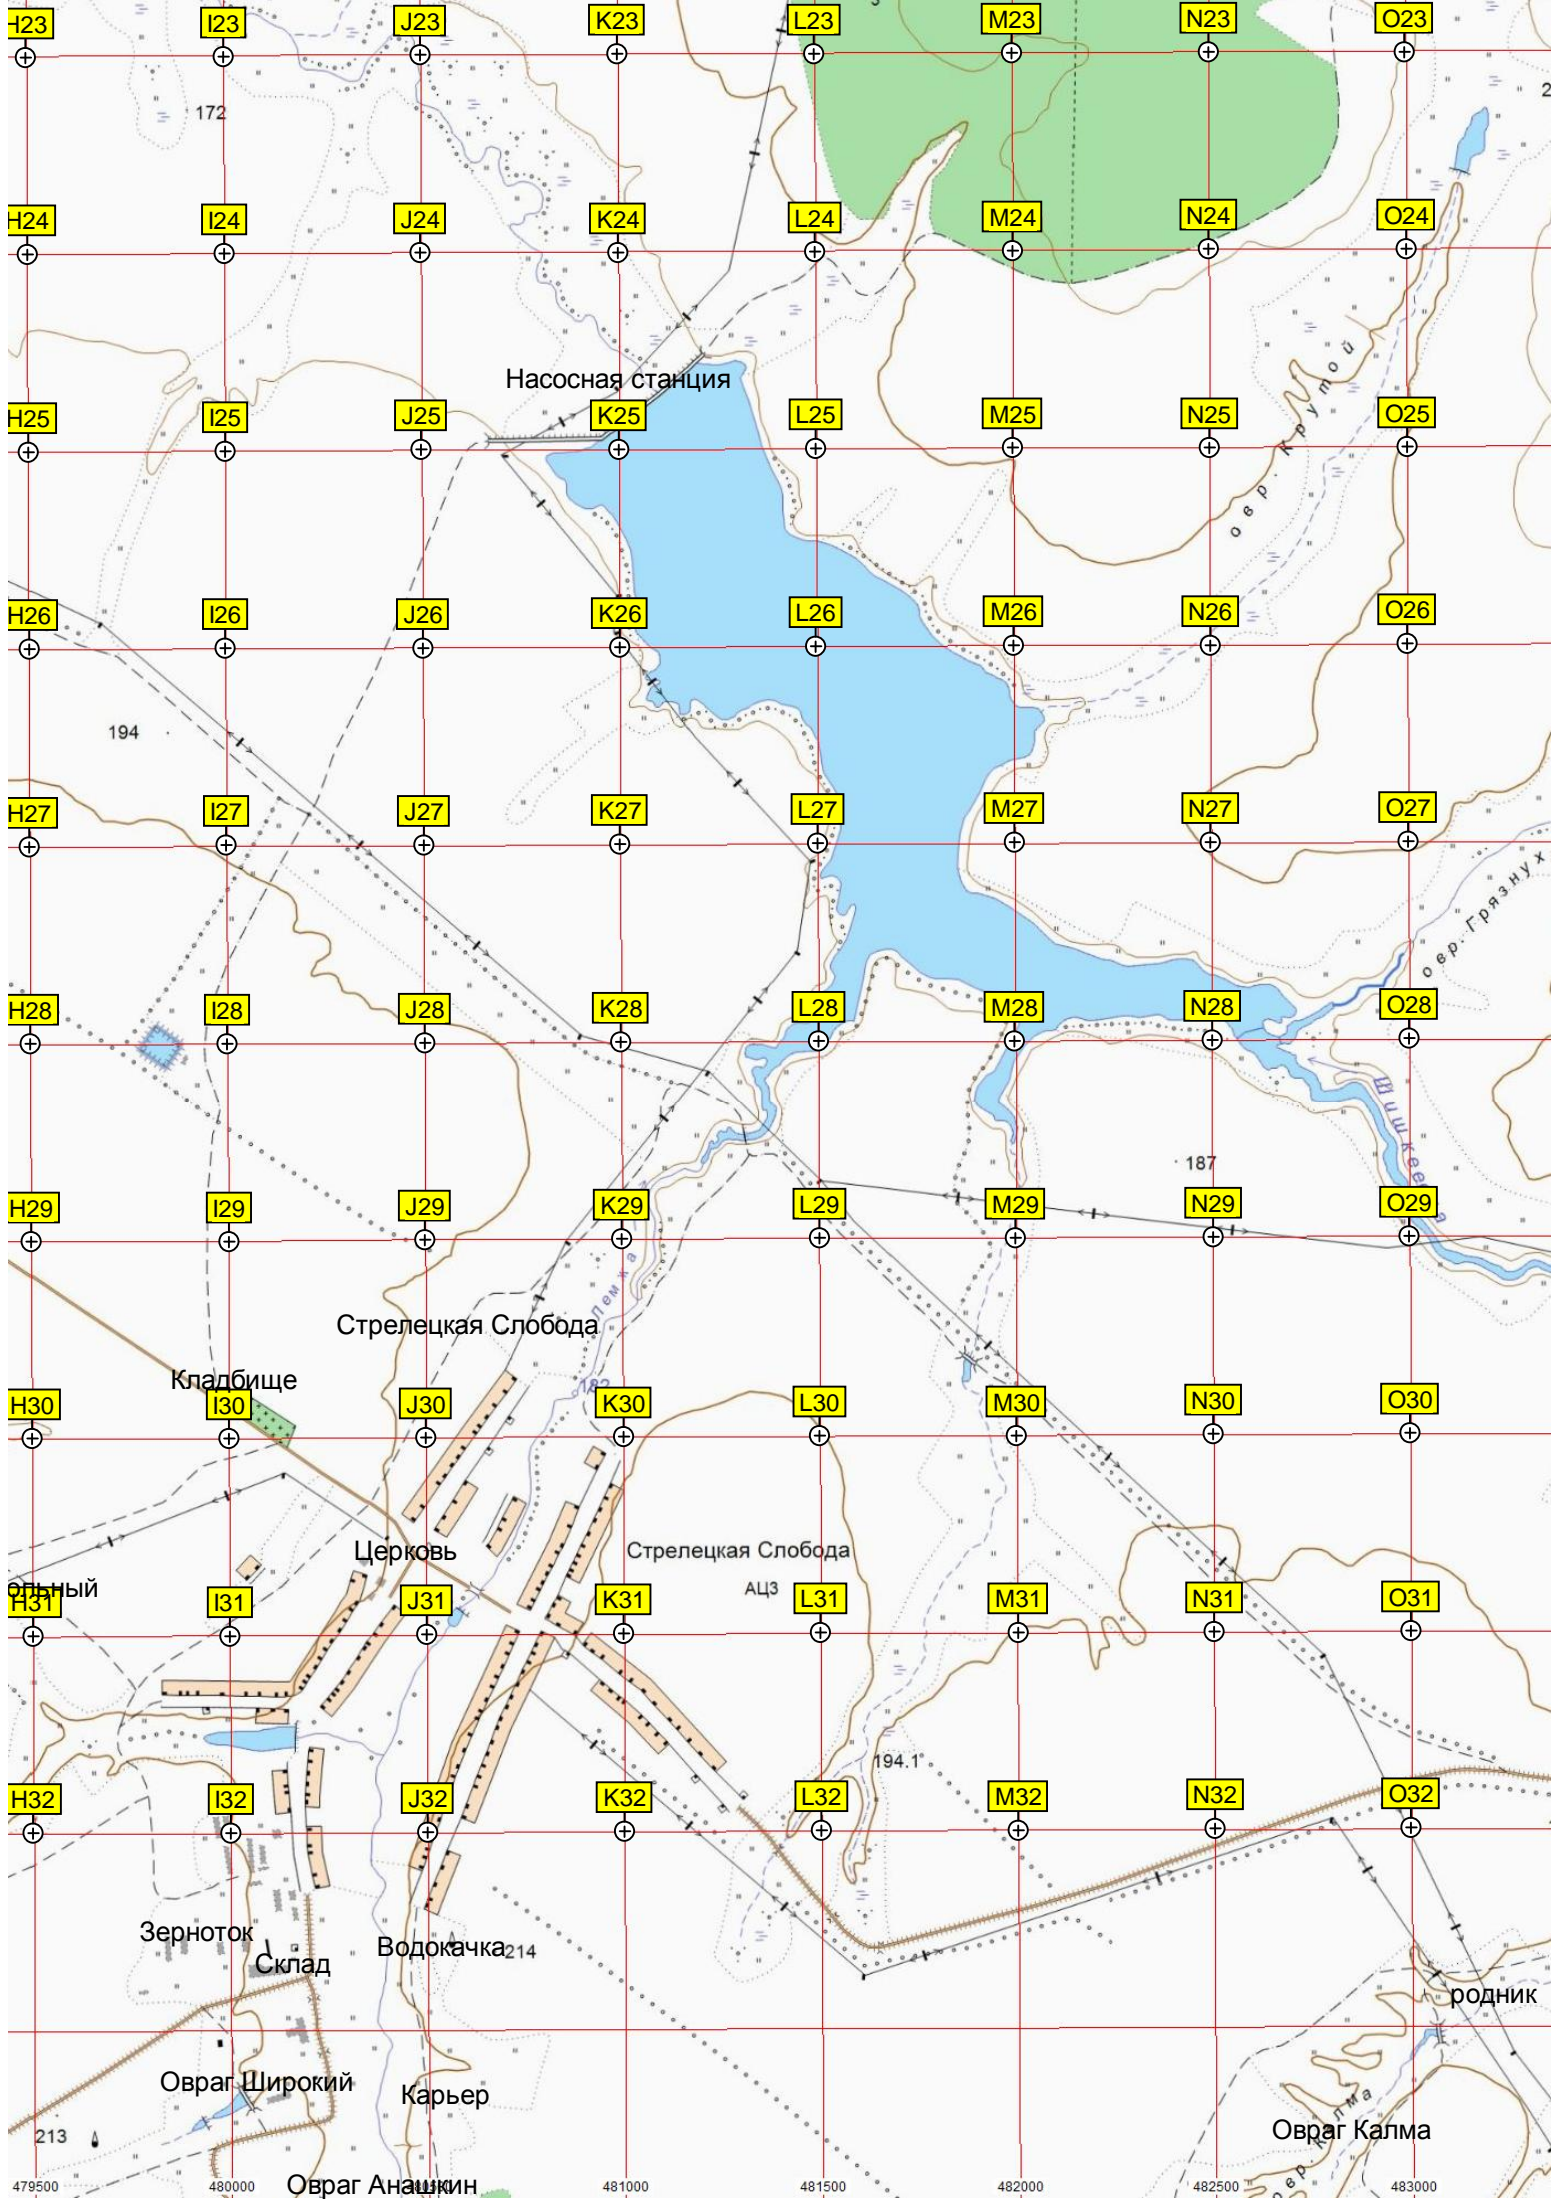 H23 I23 J23 K23 L23 M23 N23 O23
172
H24 I24 J24 K24 L24 M24 N24 O24
Насосная станция
H25 I25 J25 K25 L25 M25 N25 O25
овр. Крутой
H26 I26 J26 K26 L26 M26 N26 O26
194
H27 I27 J27 K27 L27 M27 N27 O27
овр. Грязнух
H28 I28 J28 K28 L28 M28 N28 O28
187
H29 I29 J29 K29 L29 M29 N29 O29
Стрелецкая Слобода
Кладбище
182
H30 I30 J30 K30 L30 M30 N30 O30
Церковь
Стрелецкая Слобода
АЦЗ
ольный
H31 I31 J31 K31 L31 M31 N31 O31
194.1
H32 I32 J32 K32 L32 M32 N32 O32
Зерноток
Склад
Водокачка
214
родник
Овраг Широкий
Карьер
213
Овраг Калма
Овраг Анашкин
479500 480000 481000 481500 482000 482500 483000